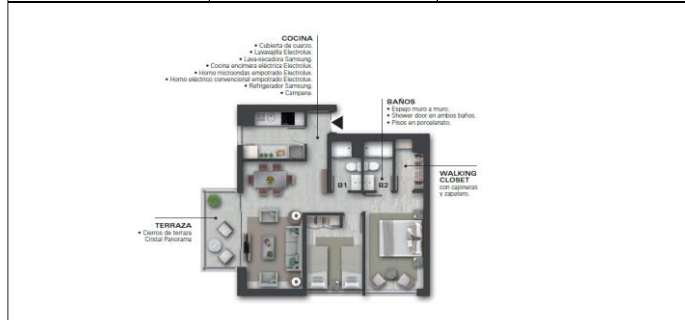 COCINA
• Cubierta de cuarzo.
• Lavavajilla Electrolux.
• Lava-secadora Samsung.
• Cocina encimera eléctrica Electrolux.
• Horno microondas empotrado Electrolux.
• Horno eléctrico convencional empotrado Electrolux.
• Refrigerador Samsung.
• Campana.
BAÑOS
• Espejo muro a muro.
• Shower door en ambos baños.
• Pisos en porcelanato.
B1
B2
WALKING
CLOSET
con cajoneras
y zapatero.
TERRAZA
• Cierros de terraza
Cristal Panorama